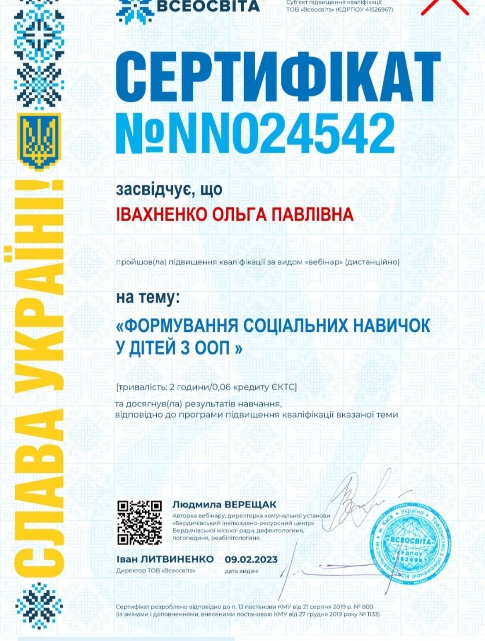 ВСЕОСВІТА
Суб'єкт підвищення кваліфікації
ТОВ «Всеосвіта» (ЄДРПОУ 41526967)
СЕРТИФІКАТ
№NN024542
засвідчує, що
ІВАХНЕНКО ОЛЬГА ПАВЛІВНА
пройшов(ла) підвищення кваліфікації за видом «вебінар» (дистанційно)
на тему:
«ФОРМУВАННЯ СОЦІАЛЬНИХ НАВИЧОК
У ДІТЕЙ З ООП »
[тривалість: 2 години/0,06 кредиту ЄКТС]
та досягнув(ла) результатів навчання,
відповідно до програми підвищення кваліфікації вказаної теми
СЛАВА УКРАЇНІ!
Людмила ВЕРЕЩАК
Авторка вебінару, директорка комунальної установи
«Бердичівський інклюзивно-ресурсний центр»
Бердичівської міської ради, дефектологиня,
логопединя, реабілітологиня.
Іван ЛИТВИНЕНКО 09.02.2023
Директор ТОВ «Всеосвіта» дата видачі
ВСЕОСВІТА
Сертифікат розроблено відповідно до п. 13 постанови КМУ від 21 серпня 2019 р. № 800
(із змінами і доповненнями, внесеними постановою КМУ від 27 грудня 2019 року № 1133)